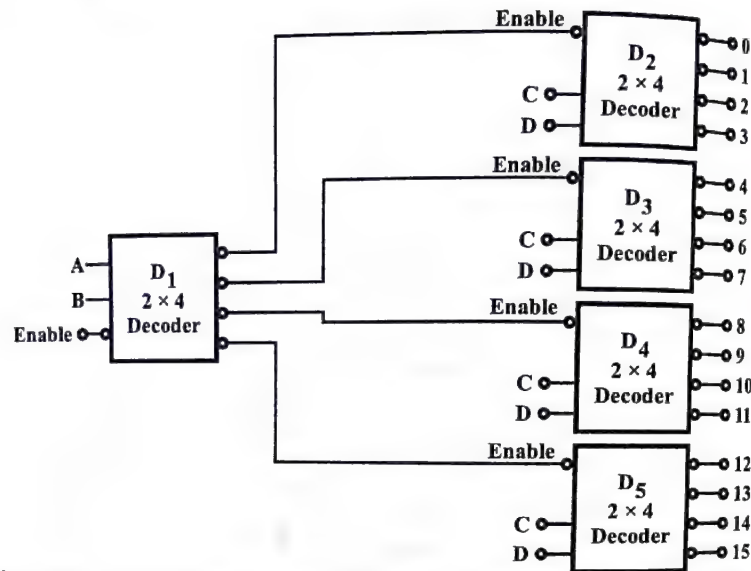 Enable
D2
2 × 4
Decoder
C
D
0
1
2
3
Enable
D3
2 × 4
Decoder
C
D
4
5
6
7
A
B
Enable
D1
2 × 4
Decoder
Enable
D4
2 × 4
Decoder
C
D
8
9
10
11
Enable
D5
2 × 4
Decoder
C
D
12
13
14
15